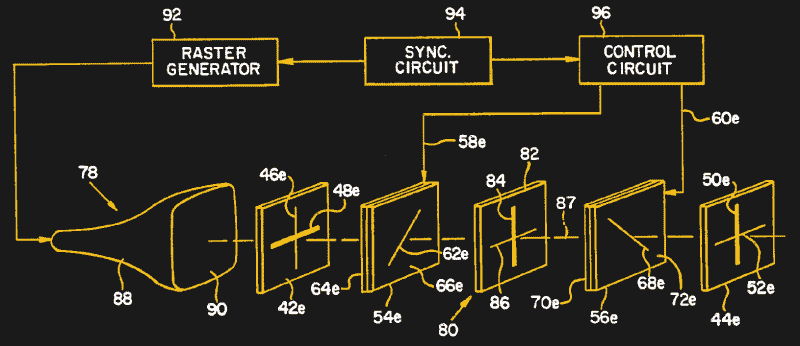 92
94
96
RASTER
GENERATOR
SYNC.
CIRCUIT
CONTROL
CIRCUIT
60e
58e
82
78
46e
48e
84
87
50e
62e
88
90
42e
64e
66e
54e
86
80
70e
56e
68e
72e
52e
44e